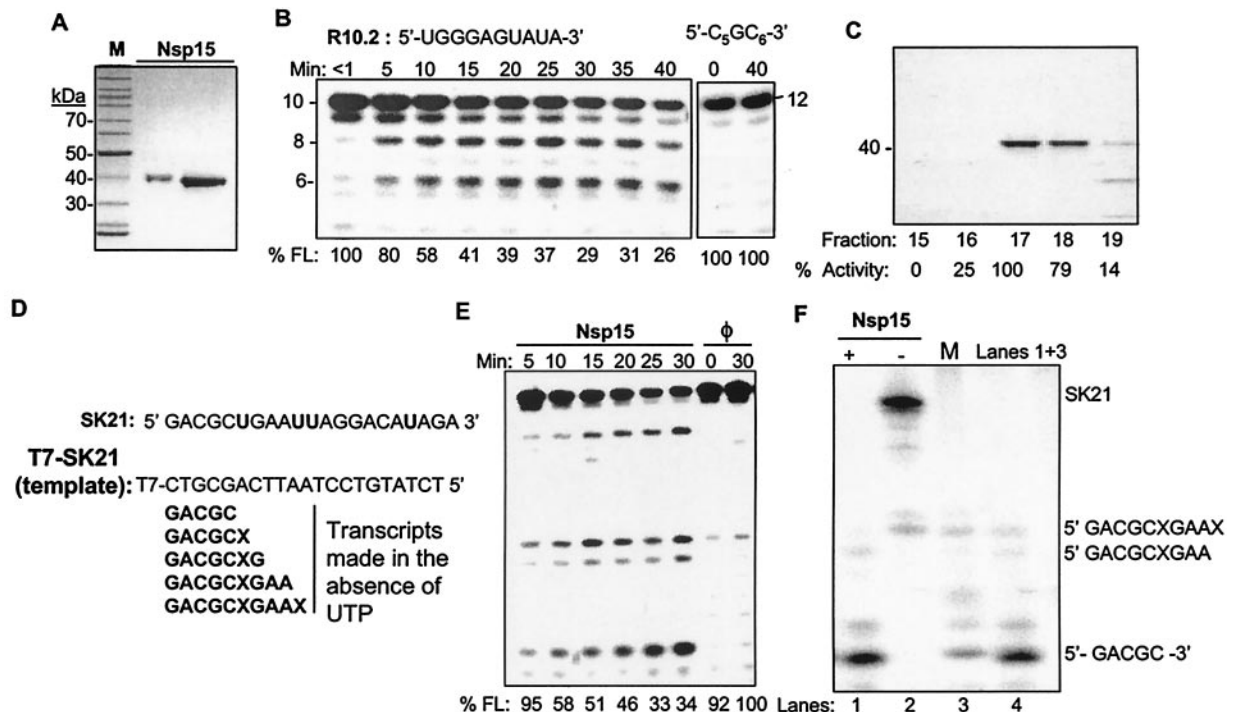 A
M Nsp15
kDa
70-
50-
40-
30-
B
R10.2 : 5'-UGGGAGUAUA-3'
5'-C5GC6-3'
Min: <1 5 10 15 20 25 30 35 40
0 40
10 -
8 -
6-
12
% FL: 100 80 58 41 39 37 29 31 26
100 100
C
40 -
Fraction: 15 16 17 18 19
% Activity: 0 25 100 79 14
D
SK21: 5' GACGCUGAAUUAGGACAUAGA 3'
T7-SK21
(template): T7-CTGCGACTTAATCCTGTATCT 5'
GACGC
GACGCX
GACGCXG
GACGCXGAA
GACGCXGAAX
Transcripts
made in the
absence of
UTP
E
Nsp15 ϕ
Min: 5 10 15 20 25 30 0 30
% FL: 95 58 51 46 33 34 92 100
F
Nsp15
+ - M Lanes 1+3
SK21
5' GACGCXGAAX
5' GACGCXGAA
5'- GACGC -3'
Lanes: 1 2 3 4